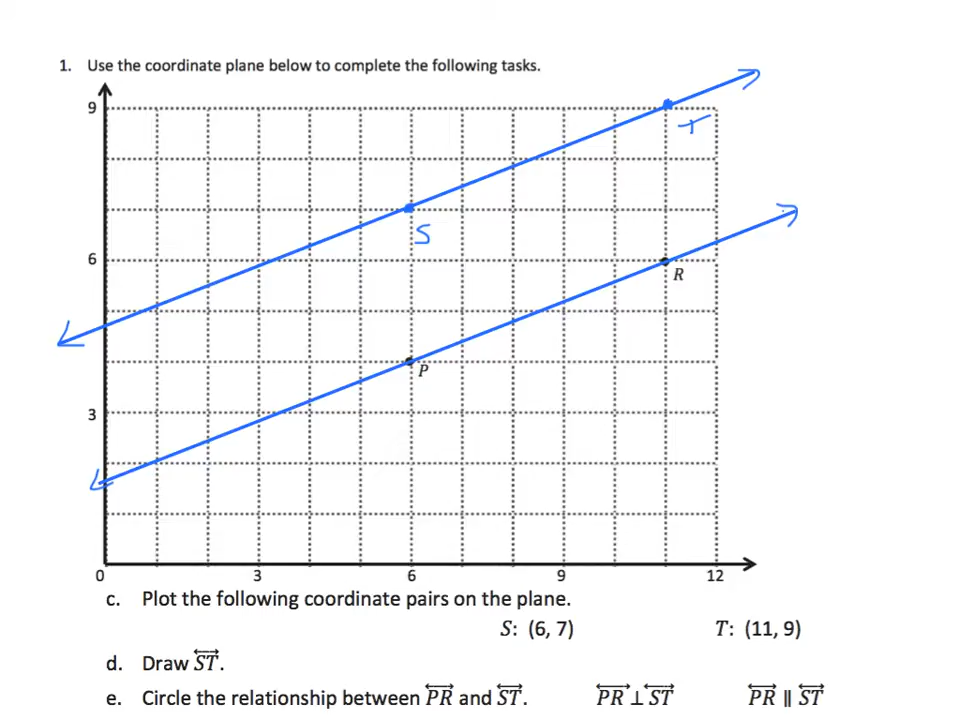 1. Use the coordinate plane below to complete the following tasks.
9
T
S
6
R
P
3
0 3 6 9 12
c. Plot the following coordinate pairs on the plane.
S: (6, 7) T: (11, 9)
d. Draw ST.
e. Circle the relationship between PR and ST. PR ⊥ ST PR ∥ ST